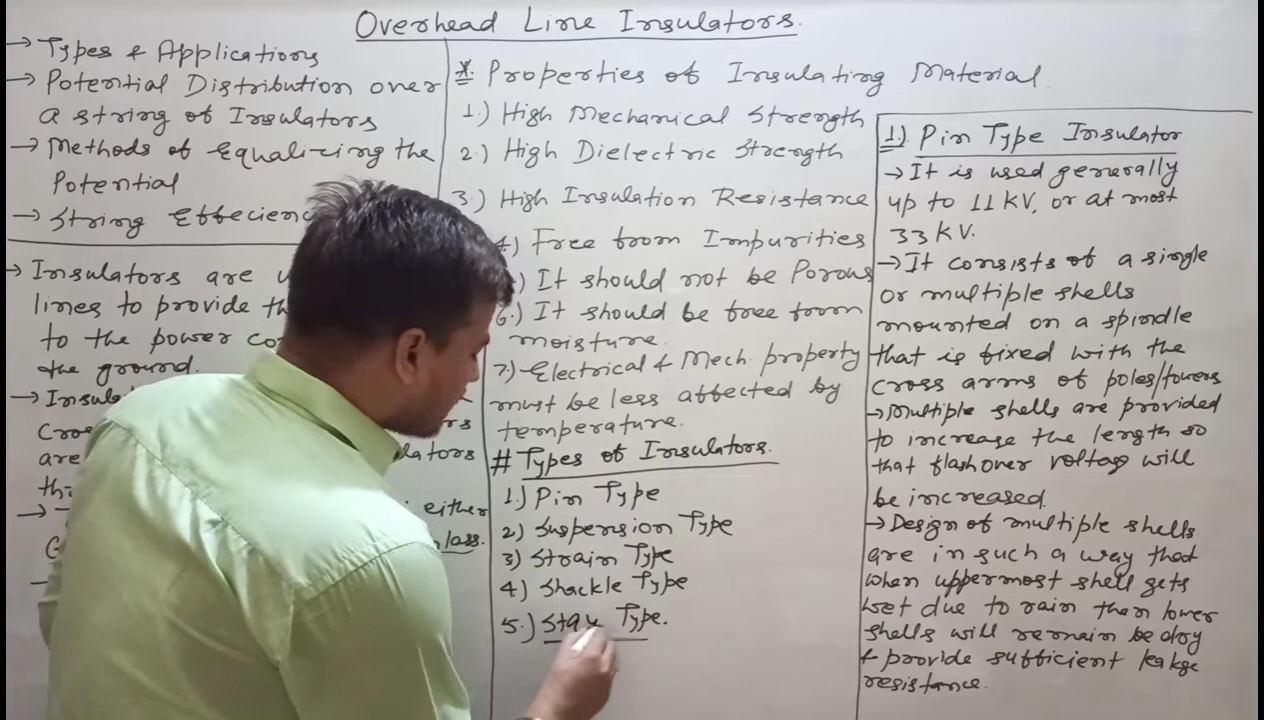 Overhead Line Insulators.
→ Types & Applications
→ Potential Distribution over
a string of Insulators
→ Methods of Equalizing the
Potential
→ String
→ Insulators are
lines to provide
to the power
the ground.
→
are
either
* Properties of Insulating Material
1.) High Mechanical Strength
2.) High Dielectric Strength
3.) High Insulation Resistance
4.) Free from Impurities
) It should not be Porous
6.) It should be free from
moisture.
7.) Electrical & Mech. property
must be less affected by
temperature.
# Types of Insulators.
1.) Pin Type
2.) Suspension Type
3) Strain Type
4) Shackle Type
5.) Stay Type.
1.) Pin Type Insulator
→ It is used generally
up to 11 KV, or at most
33 KV.
→ It consists of a single
or multiple shells
mounted on a spindle
that is fixed with the
cross arms of poles/towers
→ Multiple shells are provided
to increase the length so
that flashover voltage will
be increased.
→ Design of multiple shells
are in such a way that
when uppermost shell gets
wet due to rain then lower
shells will remain be dry
& provide sufficient leakge
resistance.